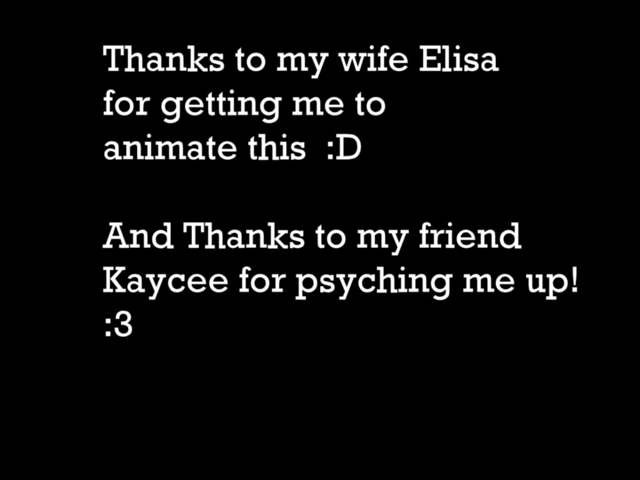 Thanks to my wife Elisa
for getting me to
animate this  :D
And Thanks to my friend
Kaycee for psyching me up!
:3